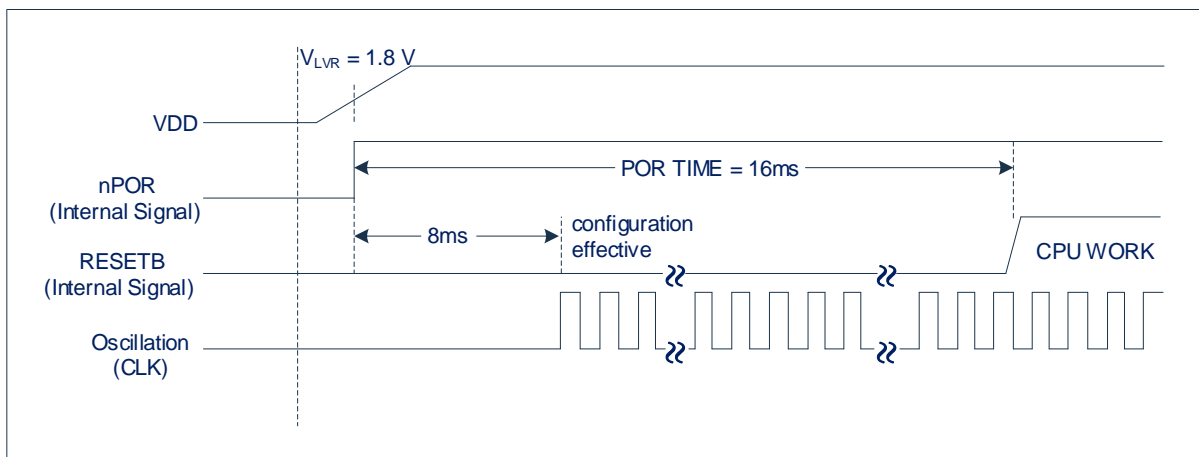 VLVR = 1.8 V
VDD
POR TIME = 16ms
nPOR
(Internal Signal)
8ms
configuration
effective
RESETB
(Internal Signal)
CPU WORK
Oscillation
(CLK)